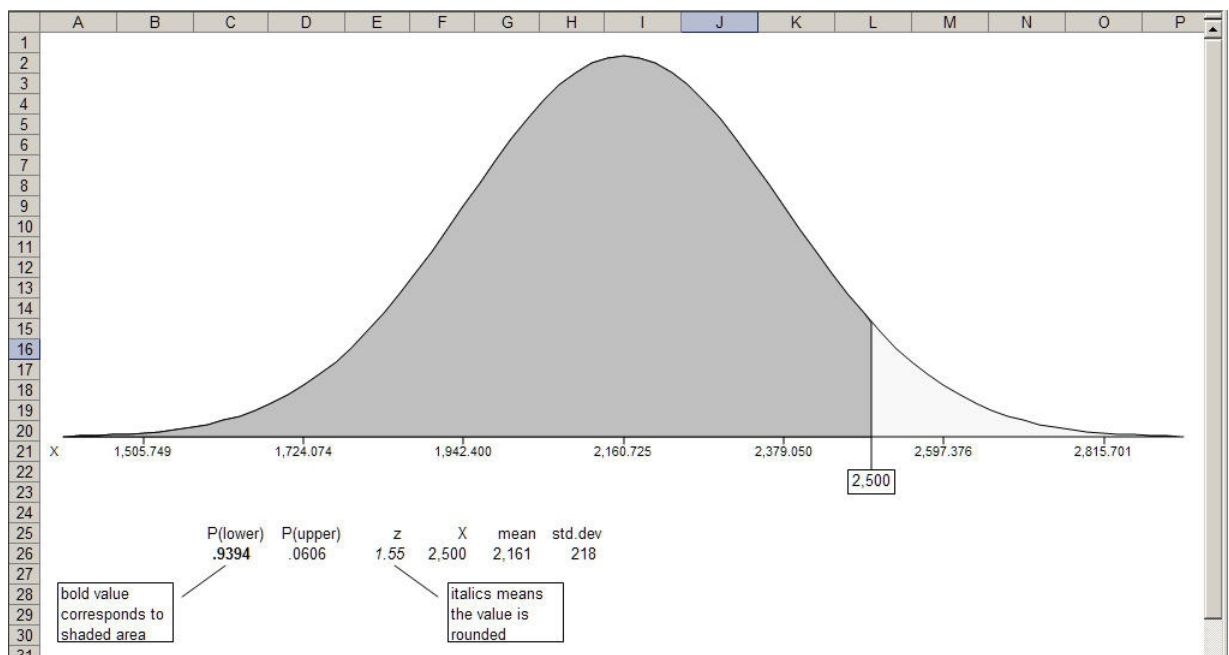 A B C D E F G H I J K L M N O P
1
2
3
4
5
6
7
8
9
10
11
12
13
14
15
16
17
18
19
20
21 X 1,505.749 1,724.074 1,942.400 2,160.725 2,379.050 2,597.376 2,815.701
22 2,500
23
24
25 P(lower) P(upper) z X mean std.dev
26 .9394 .0606 1.55 2,500 2,161 218
27
28
29
30
31
bold value
corresponds to
shaded area
italics means
the value is
rounded